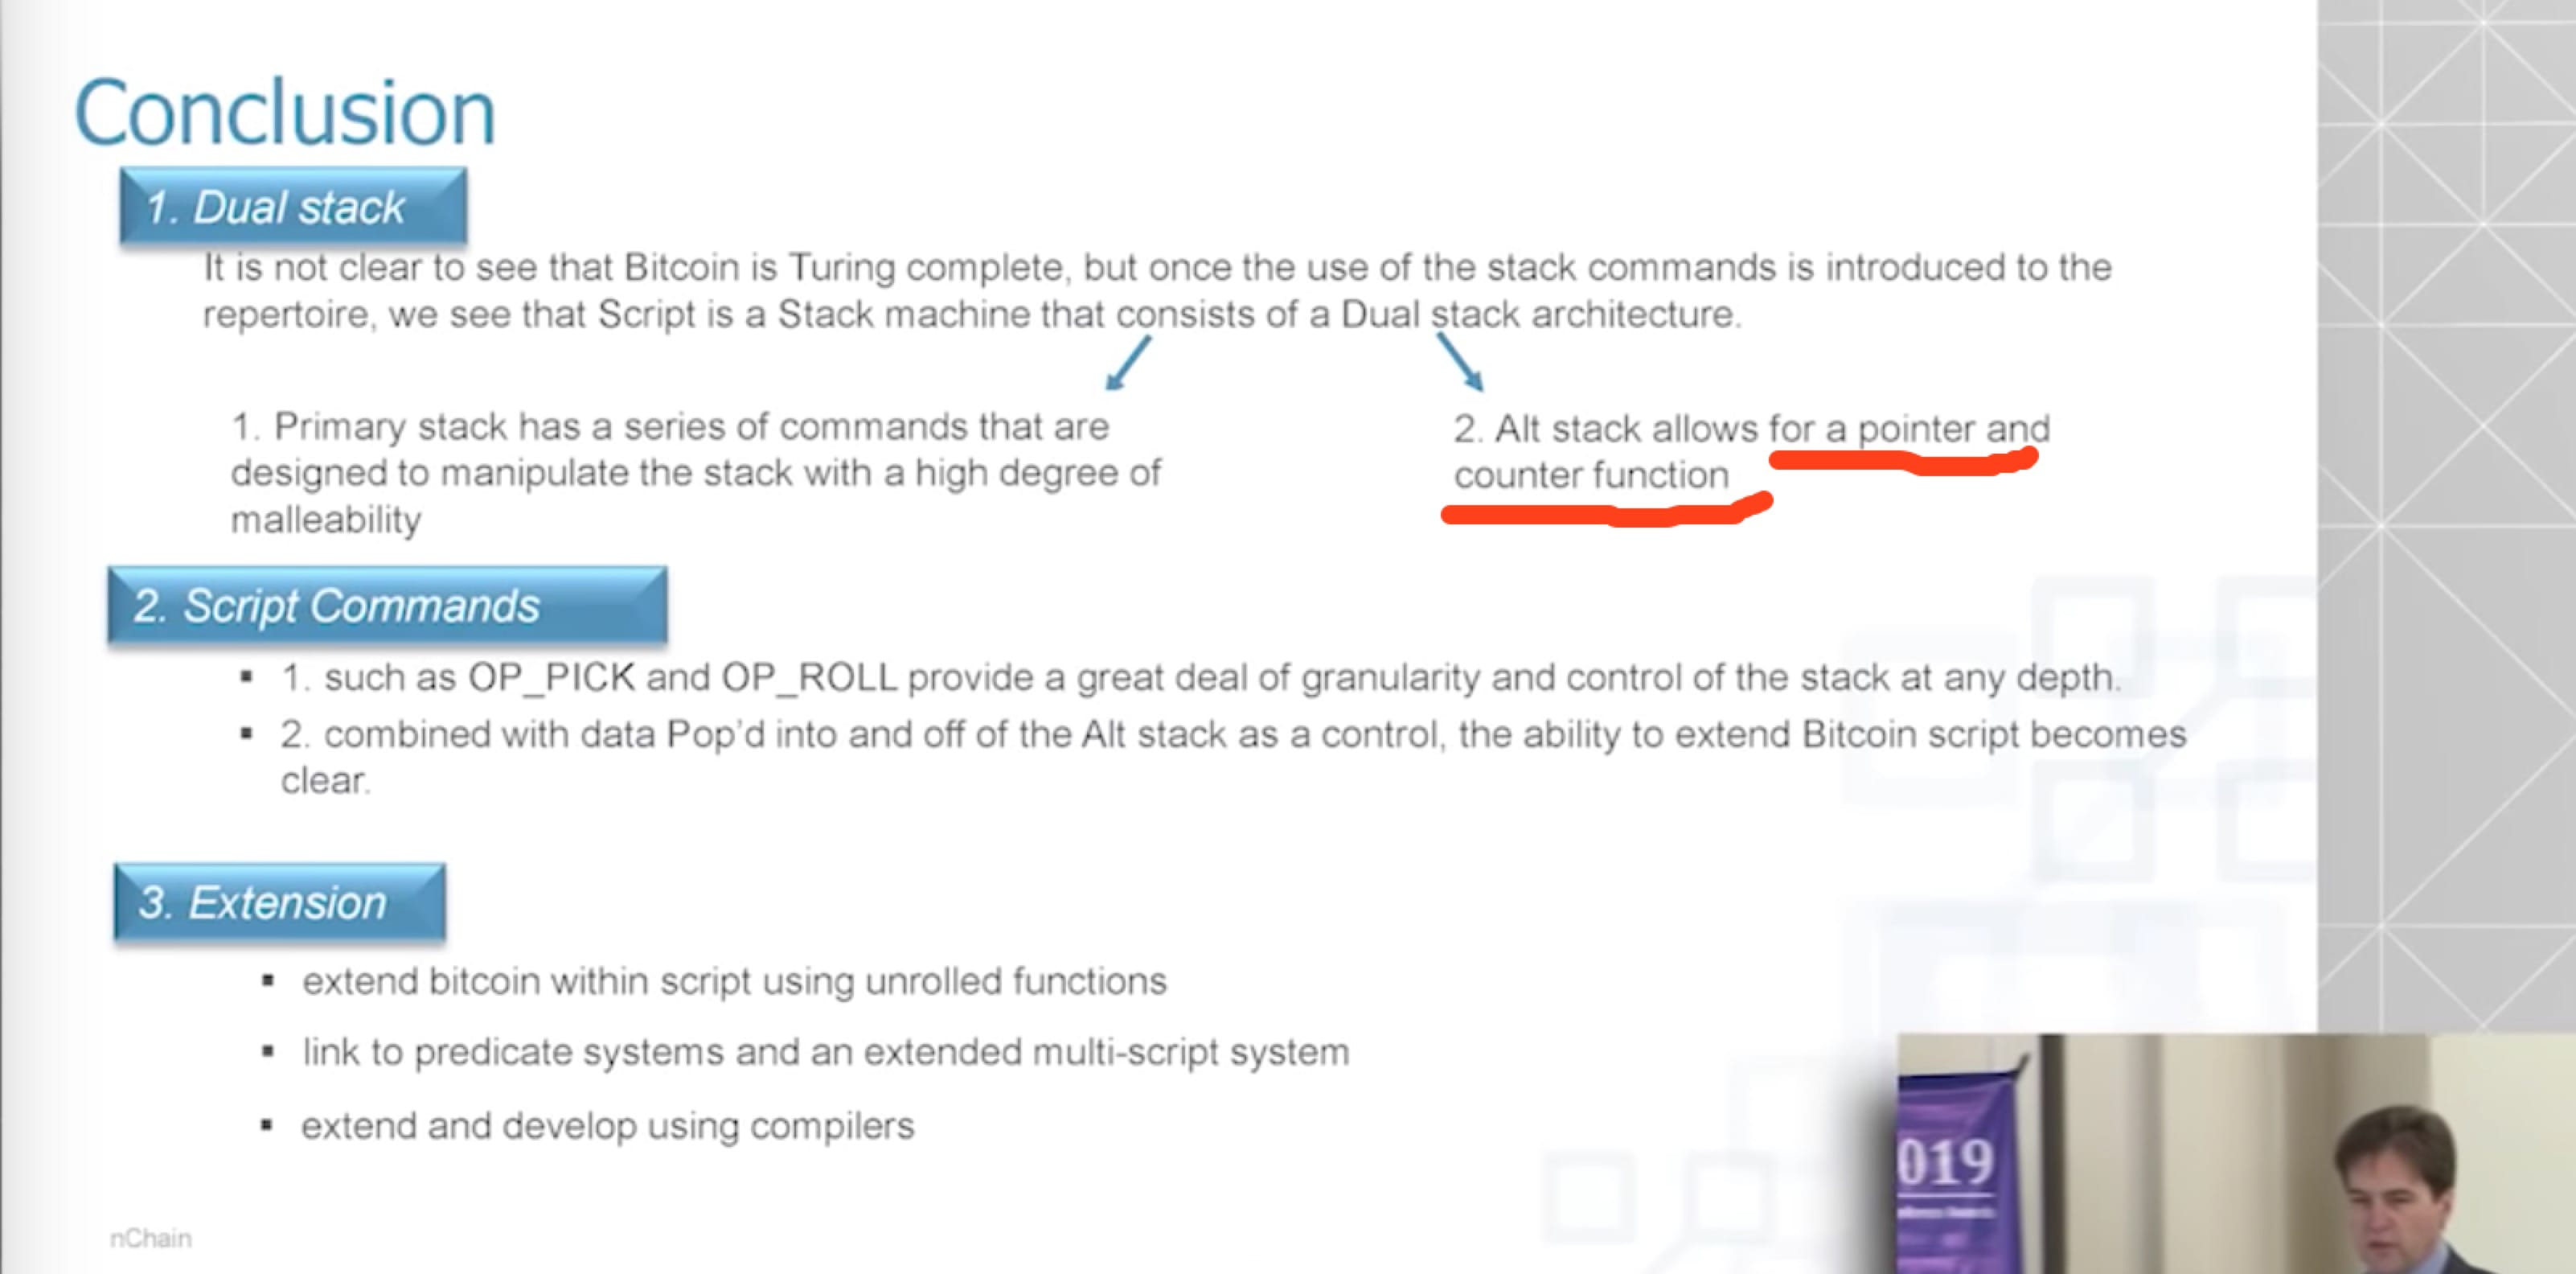 Conclusion
1. Dual stack
It is not clear to see that Bitcoin is Turing complete, but once the use of the stack commands is introduced to the
repertoire, we see that Script is a Stack machine that consists of a Dual stack architecture.
1. Primary stack has a series of commands that are
designed to manipulate the stack with a high degree of
malleability
2. Alt stack allows for a pointer and
counter function
2. Script Commands
1. such as OP_PICK and OP_ROLL provide a great deal of granularity and control of the stack at any depth.
2. combined with data Pop'd into and off of the Alt stack as a control, the ability to extend Bitcoin script becomes
clear.
3. Extension
extend bitcoin within script using unrolled functions
link to predicate systems and an extended multi-script system
extend and develop using compilers
nChain
019